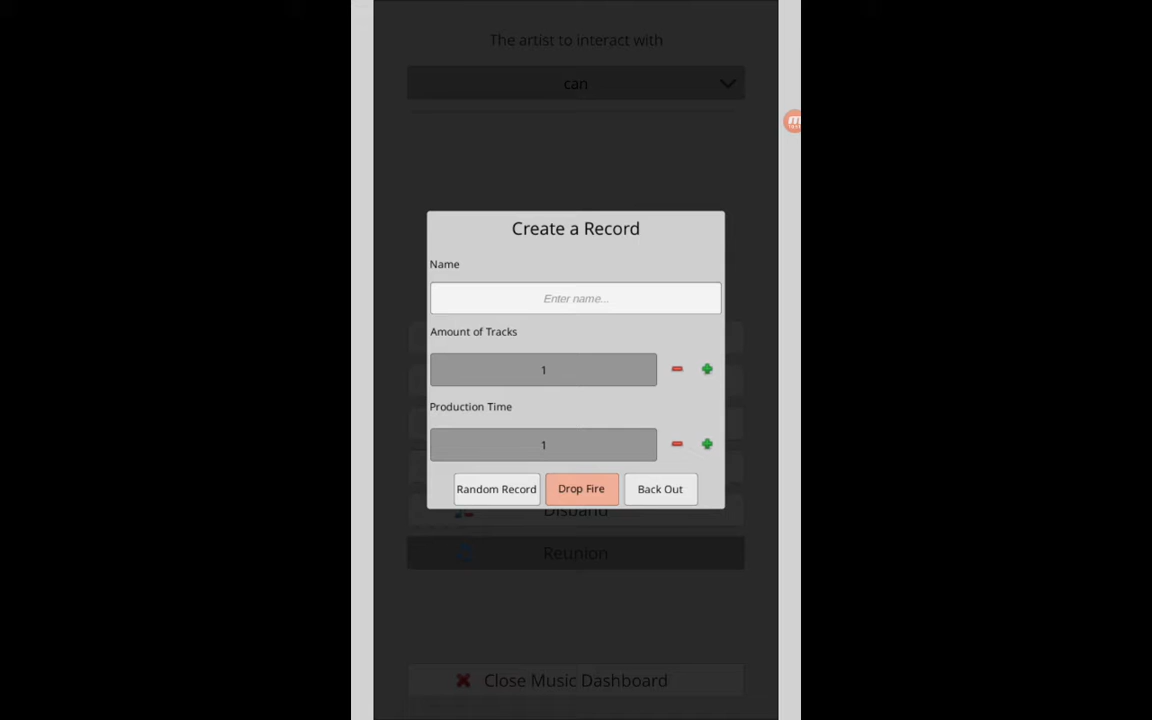 The artist to interact with
can
Create a Record
Name
Enter name...
Amount of Tracks
1
Production Time
1
Random Record
Drop Fire
Back Out
Disband
Reunion
Close Music Dashboard